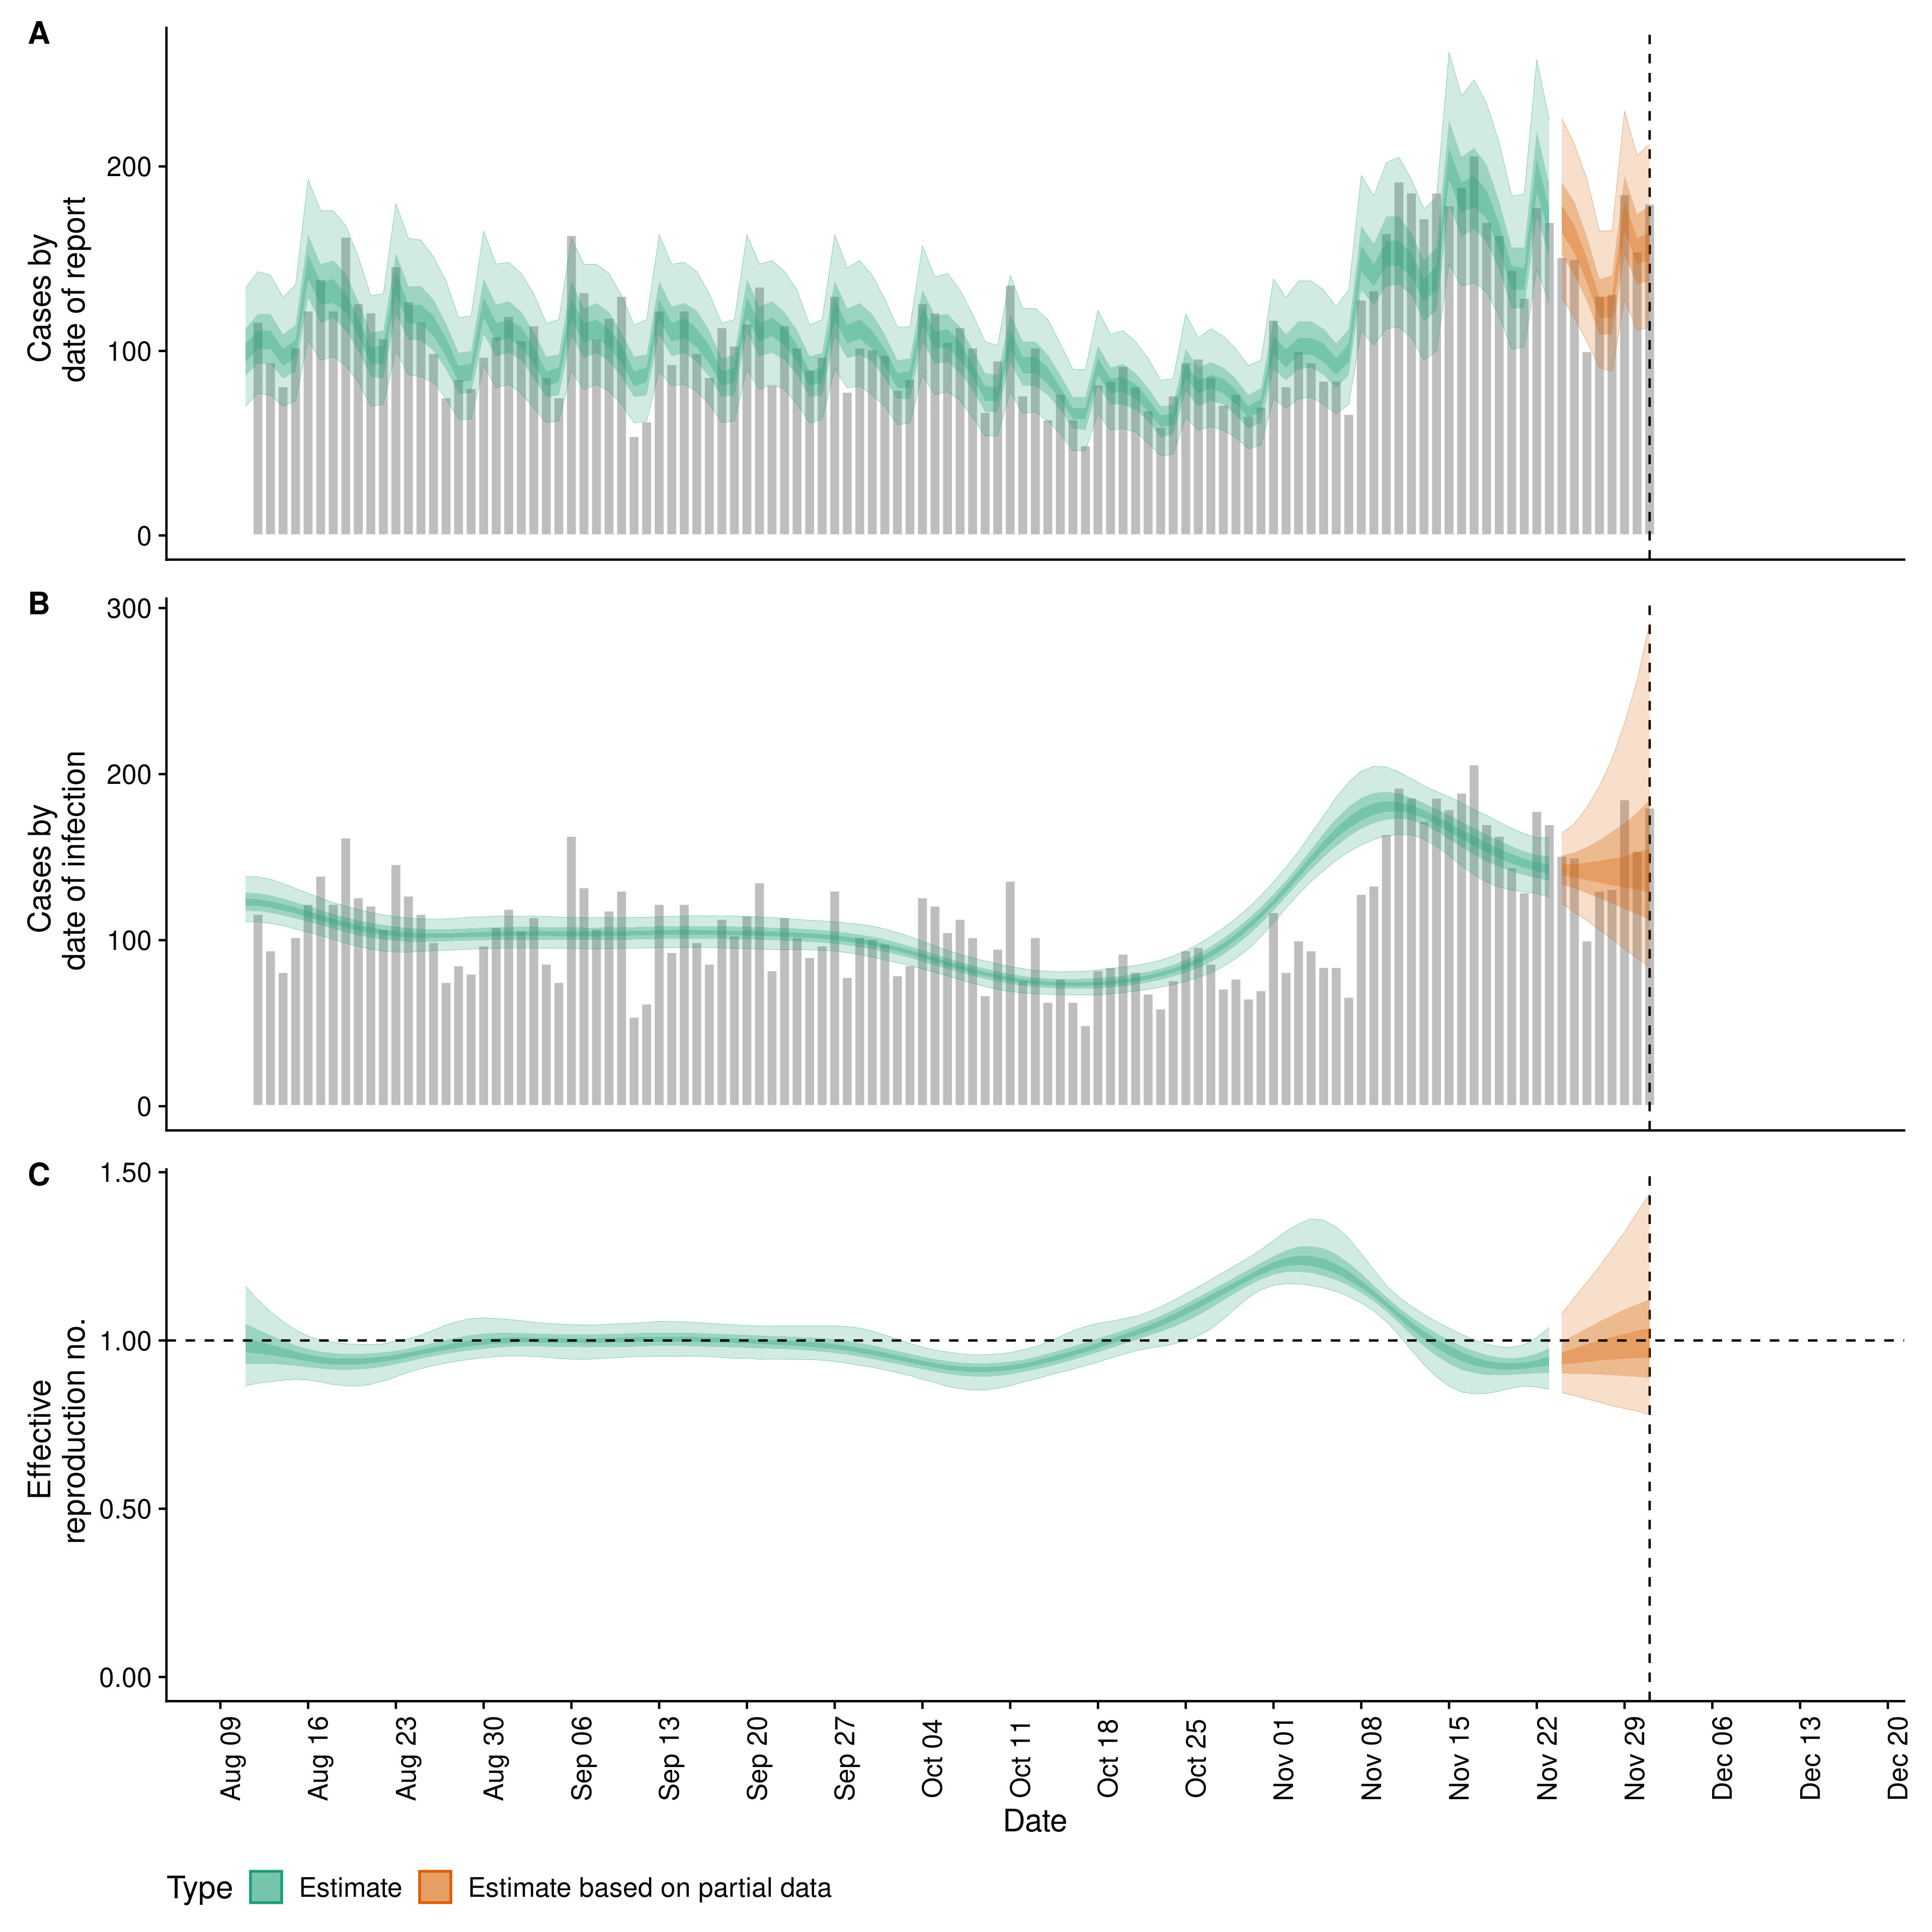 A
Cases by
date of report
200
100
0
B
Cases by
date of infection
300
200
100
0
C
Effective
reproduction no.
1.50
1.00
0.50
0.00
Aug 09
Aug 16
Aug 23
Aug 30
Sep 06
Sep 13
Sep 20
Sep 27
Oct 04
Oct 11
Oct 18
Oct 25
Nov 01
Nov 08
Nov 15
Nov 22
Nov 29
Dec 06
Dec 13
Dec 20
Date
Type Estimate Estimate based on partial data